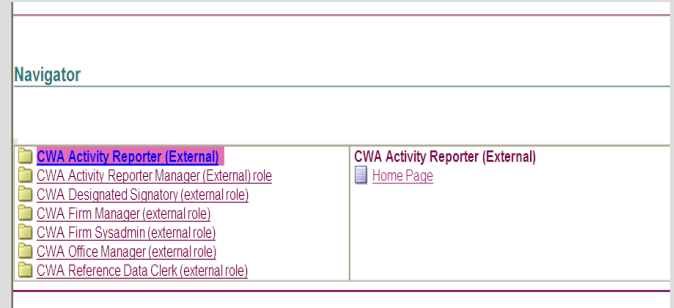 Navigator
CWA Activity Reporter (External)
CWA Activity Reporter Manager (External) role
CWA Designated Signatory (external role)
CWA Firm Manager (external role)
CWA Firm Sysadmin (external role)
CWA Office Manager (external role)
CWA Reference Data Clerk (external role)
CWA Activity Reporter (External)
Home Page